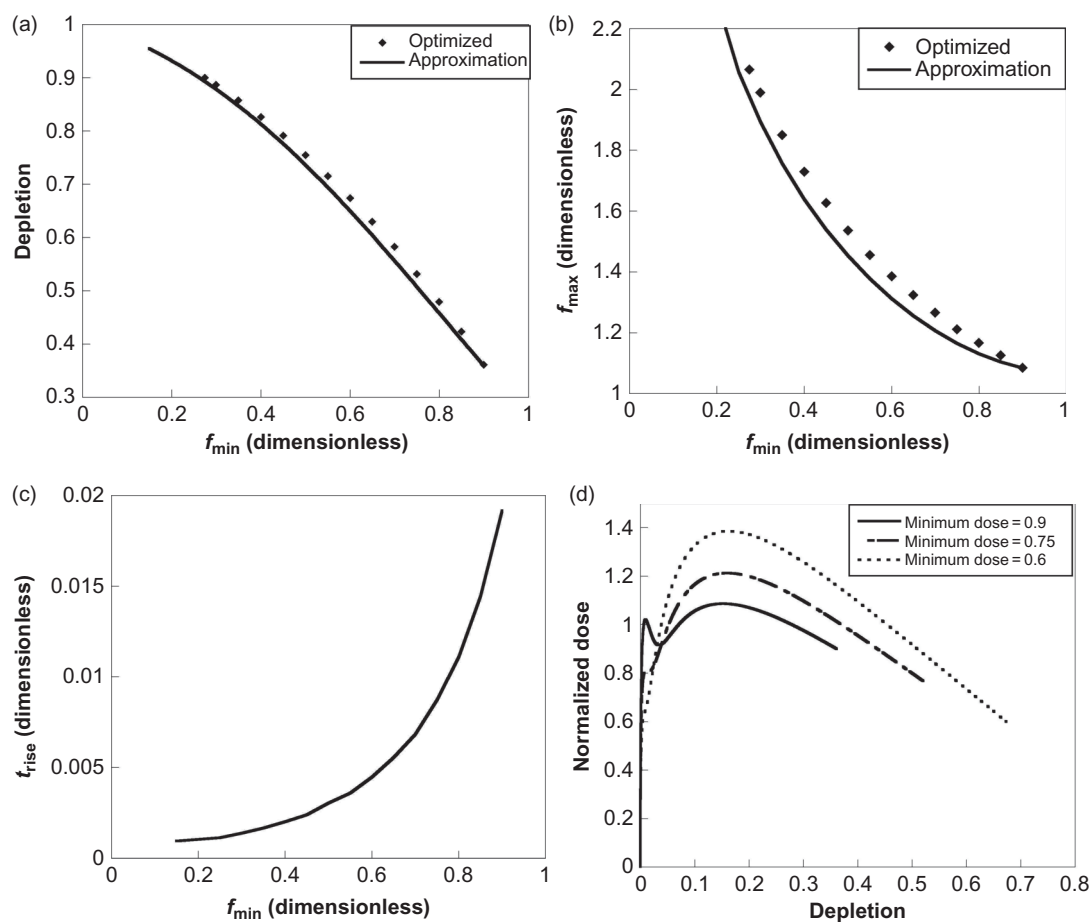 (a)
1
0.9
0.8
0.7
0.6
0.5
0.4
0.3
0
0.2
0.4
0.6
0.8
1
Depletion
fmin (dimensionless)
Optimized
Approximation
(b)
2.2
2
1.8
1.6
1.4
1.2
1
0
0.2
0.4
0.6
0.8
1
fmax (dimensionless)
fmin (dimensionless)
Optimized
Approximation
(c)
0.02
0.015
0.01
0.005
0
0
0.2
0.4
0.6
0.8
1
trise (dimensionless)
fmin (dimensionless)
(d)
1.4
1.2
1
0.8
0.6
0.4
0.2
0
0
0.1
0.2
0.3
0.4
0.5
0.6
0.7
0.8
Normalized dose
Depletion
Minimum dose = 0.9
Minimum dose = 0.75
Minimum dose = 0.6